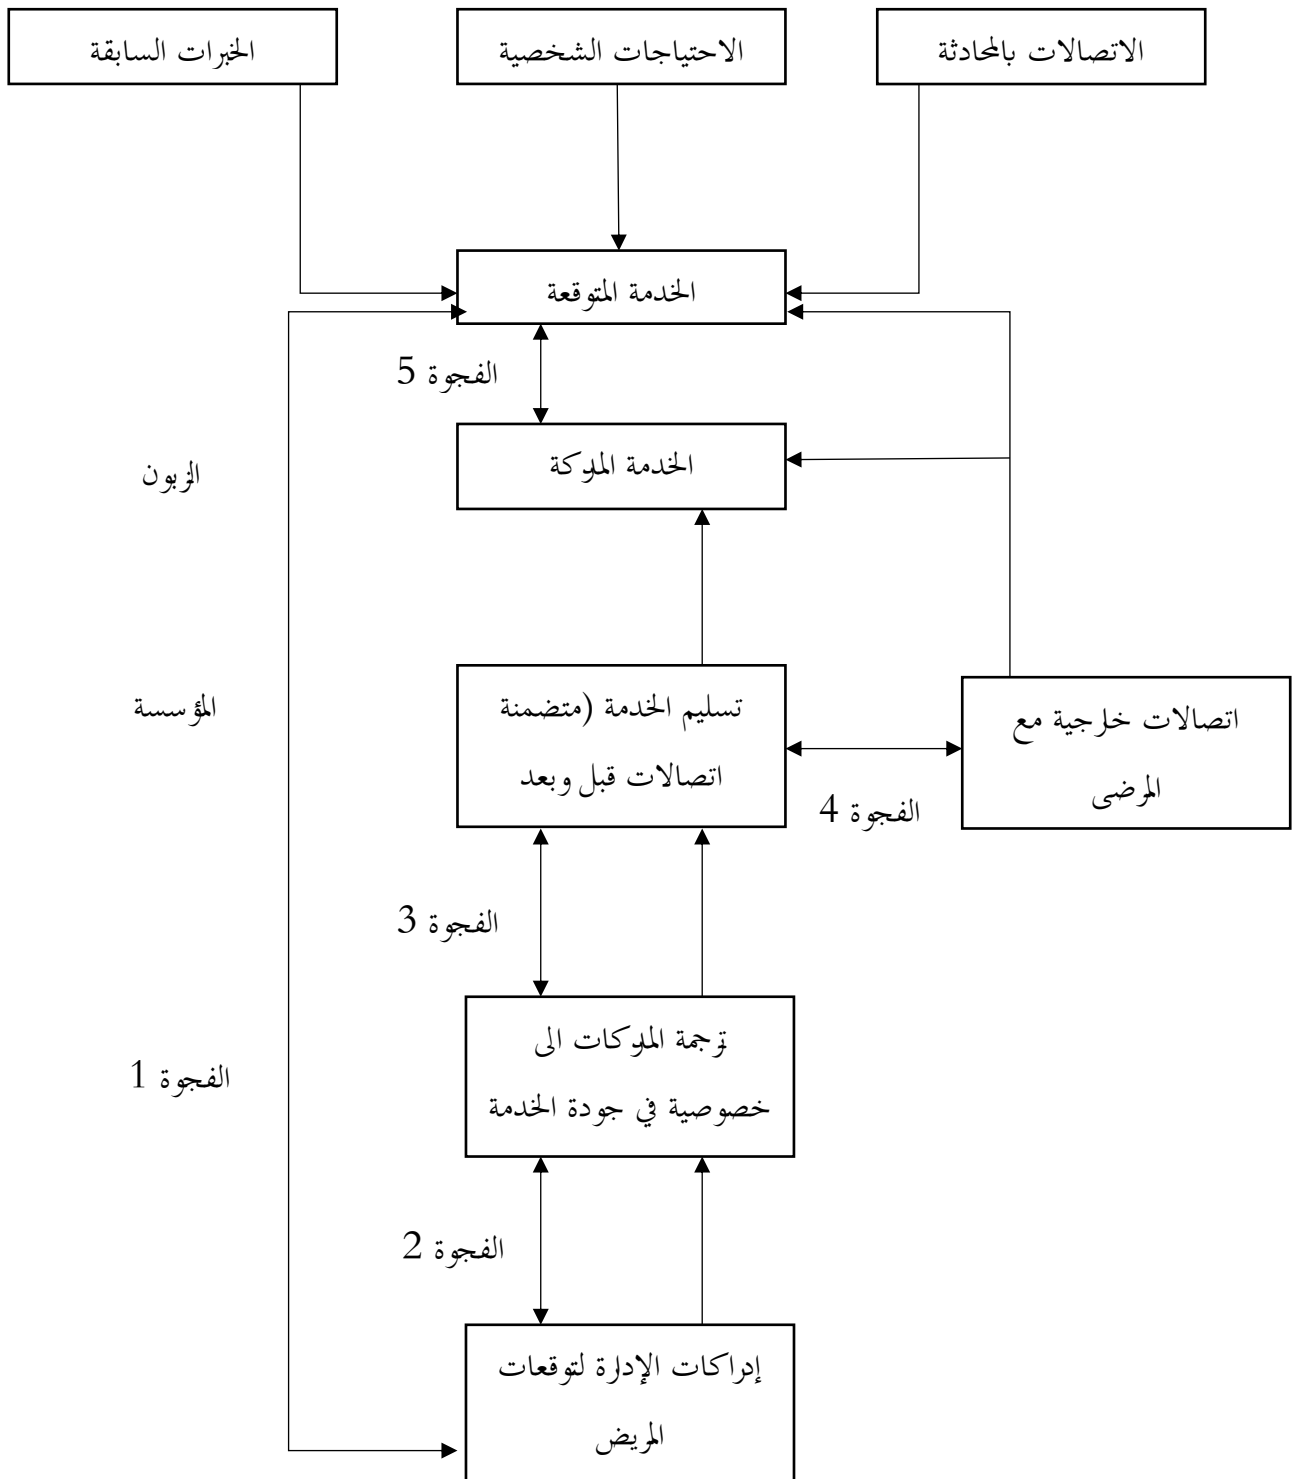 الاتصالات بالمحادثة
الاحتياجات الشخصية
الخبرات السابقة
الخدمة المتوقعة
الفجوة 5
الخدمة المدركة
الزبون
المؤسسة
تسليم الخدمة (متضمنة
اتصالات قبل وبعد
اتصالات خارجية مع
المرضى
الفجوة 4
الفجوة 3
ترجمة المدركات الى
خصوصية في جودة الخدمة
الفجوة 1
الفجوة 2
إدراكات الإدارة لتوقعات
المريض